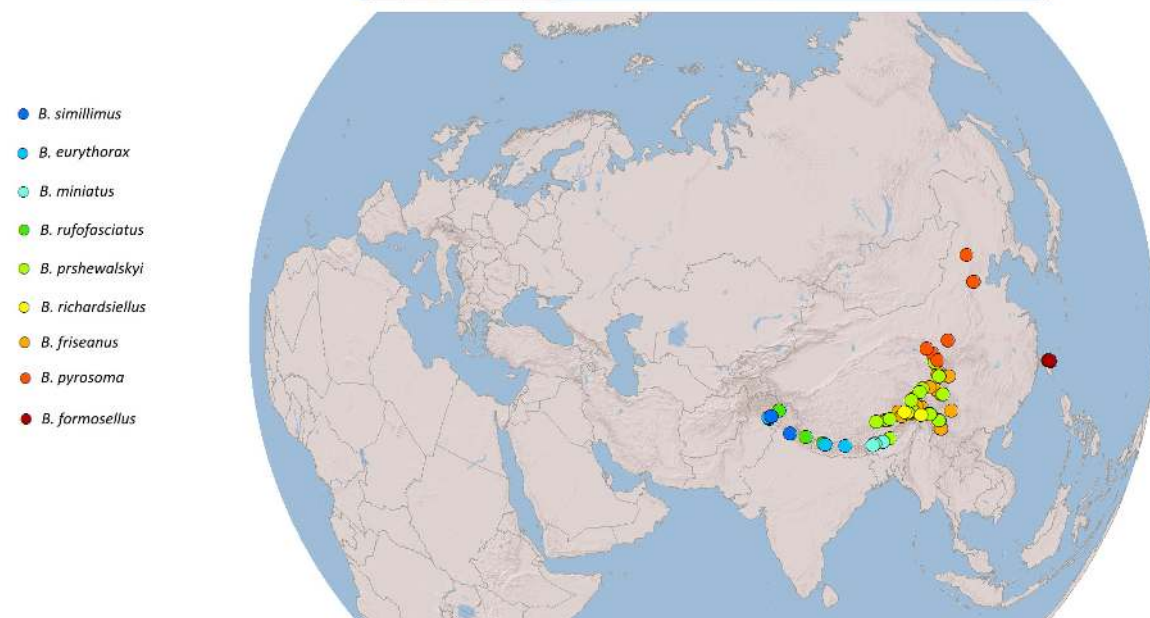 B. simillimus
B. eurythorax
B. miniatus
B. rufofasciatus
B. prshewalskyi
B. richardsiellus
B. friseanus
B. pyrosoma
B. formosellus